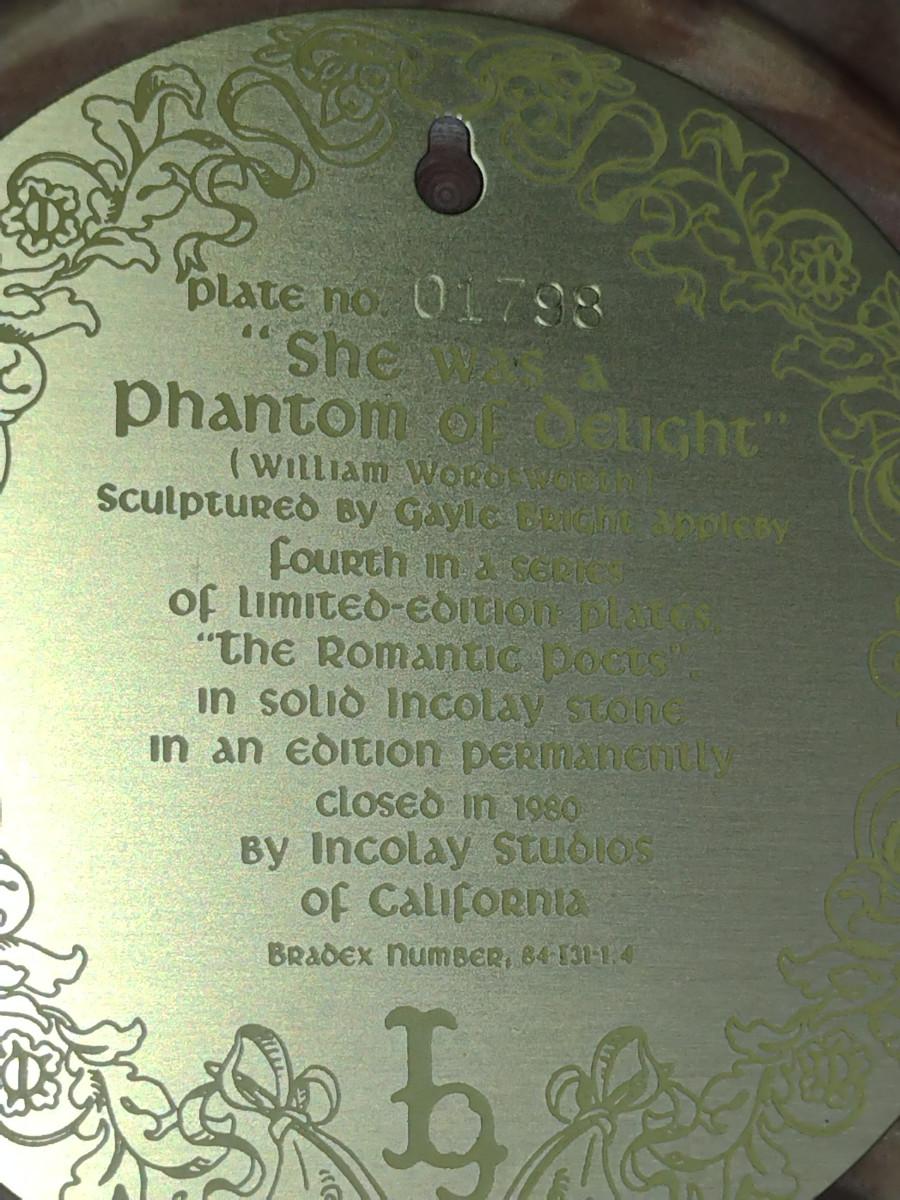 plate no. 01798
"She was a
Phantom of delight"
(William Wordsworth)
Sculptured by Gayle Bright Appleby
fourth in a series
of limited-edition plates,
"The Romantic Poets",
in solid Incolay stone
in an edition permanently
closed in 1980
By Incolay Studios
of California
Bradex Number, 84-I31-1.4